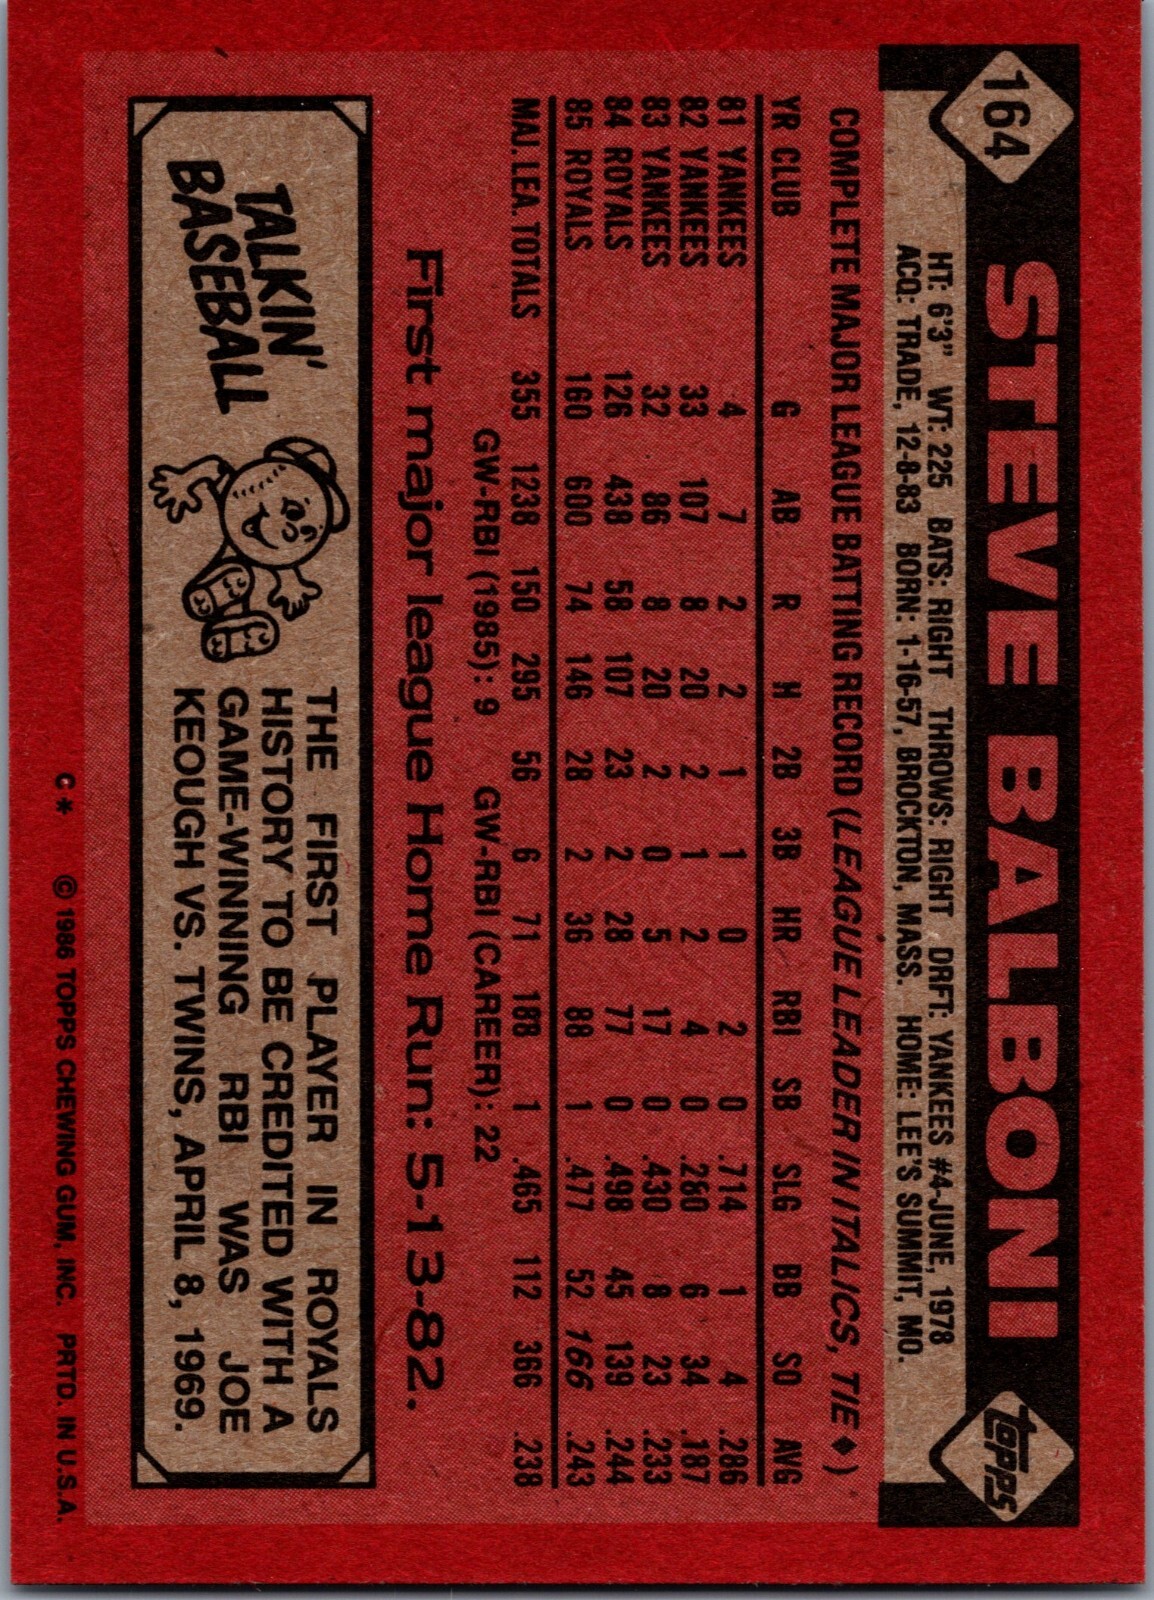 164 STEVE BALBONI topps
HT: 6'3" WT: 225 BATS: RIGHT THROWS: RIGHT DRFT: YANKEES #4-JUNE, 1978
ACQ: TRADE, 12-8-83 BORN: 1-16-57, BROCKTON, MASS. HOME: LEE'S SUMMIT, MO.
COMPLETE MAJOR LEAGUE BATTING RECORD (LEAGUE LEADER IN ITALICS, TIE ♦)
YR CLUB G AB R H 2B 3B HR RBI SB SLG BB SO AVG
81 YANKEES 4 7 2 2 1 1 0 2 0 .714 1 4 .286
82 YANKEES 33 107 8 20 2 1 2 4 0 .280 6 34 .187
83 YANKEES 32 86 8 20 2 0 5 17 0 .430 8 23 .233
84 ROYALS 126 438 58 107 23 2 28 77 0 .498 45 139 .244
85 ROYALS 160 600 74 146 28 2 36 88 1 .477 52 166 .243
MAJ. LEA. TOTALS 355 1238 150 295 56 6 71 188 1 .465 112 366 .238
GW-RBI (1985): 9 GW-RBI (CAREER): 22
First major league Home Run: 5-13-82.
TALKIN'
BASEBALL
THE FIRST PLAYER IN ROYALS
HISTORY TO BE CREDITED WITH A
GAME-WINNING RBI WAS JOE
KEOUGH VS. TWINS, APRIL 8, 1969.
C* © 1986 TOPPS CHEWING GUM, INC. PRTD. IN U.S.A.